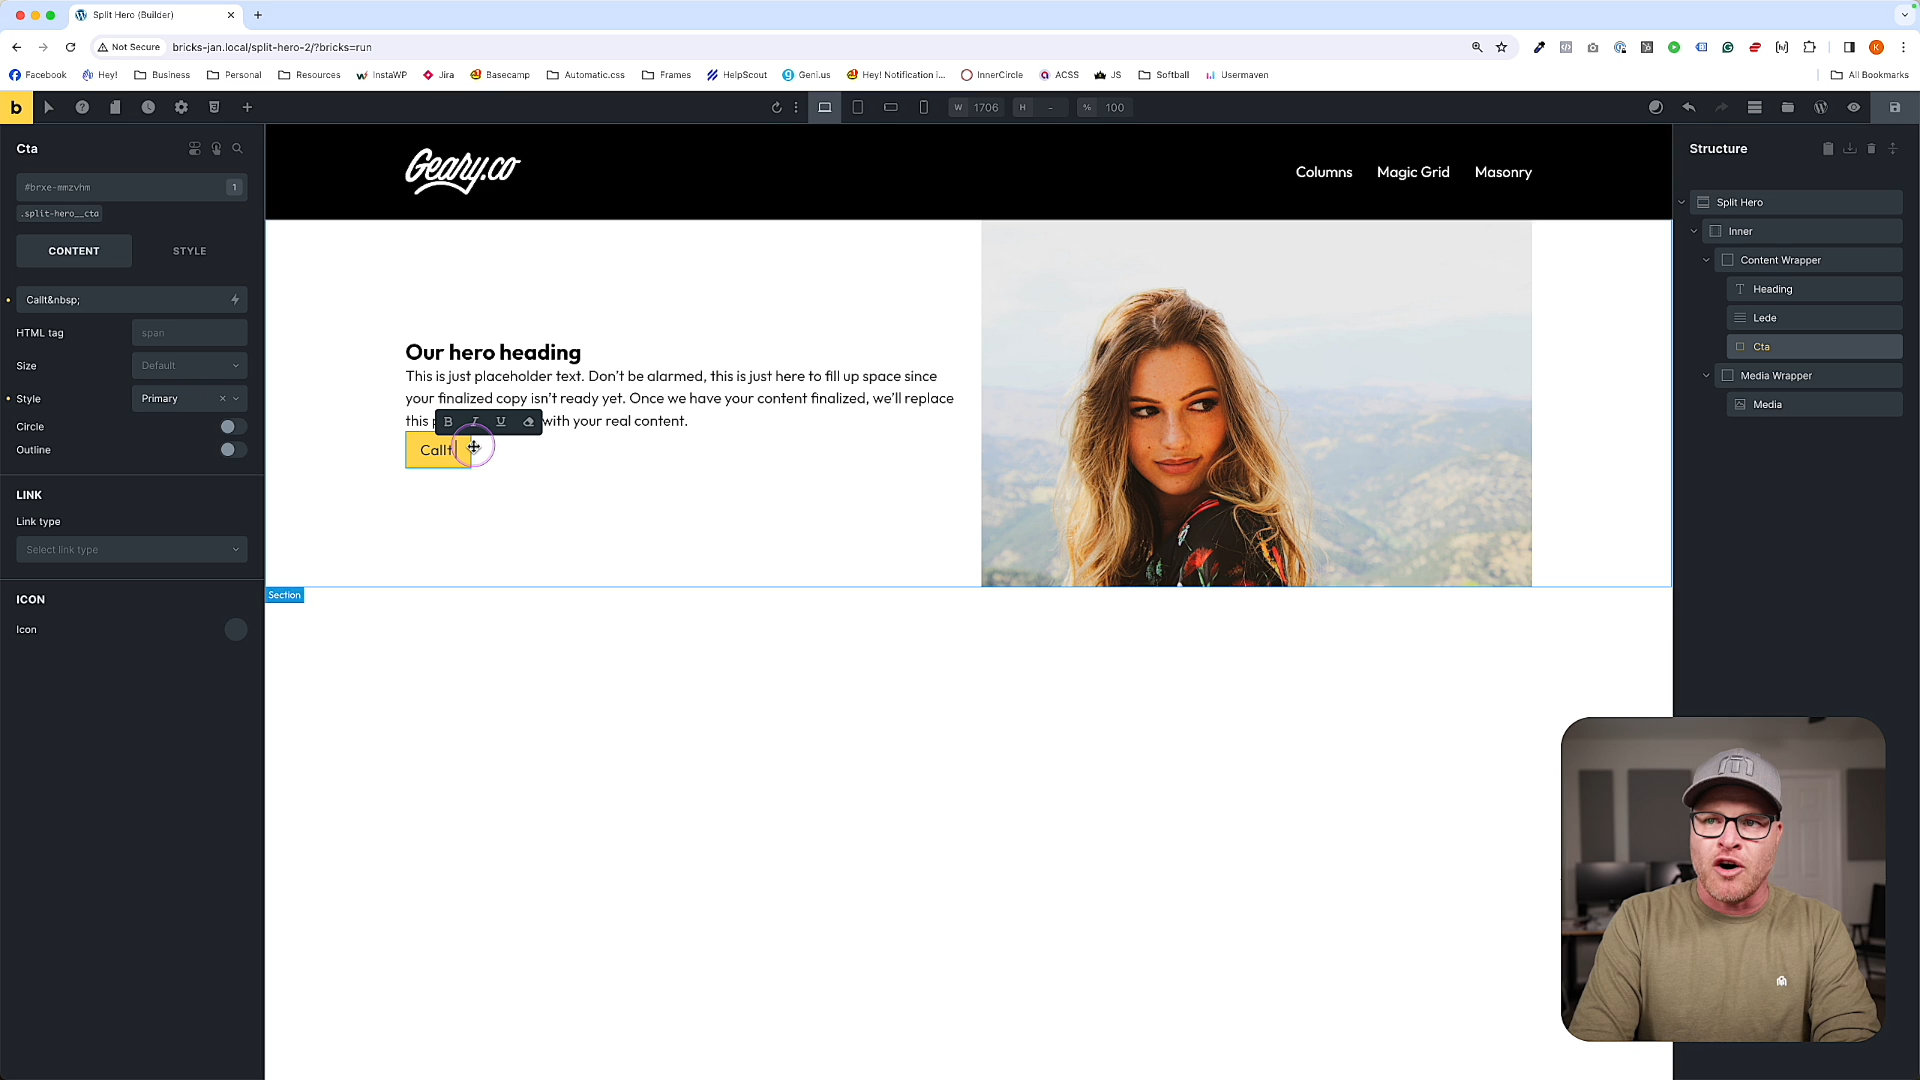 Split Hero (Builder)
Not Secure
bricks-jan.local/split-hero-2/?bricks=run
Facebook
Hey!
Business
Personal
Resources
InstaWP
Jira
Basecamp
Automatic.css
Frames
HelpScout
Geni.us
Hey! Notification i...
InnerCircle
ACSS
JS
Softball
Usermaven
All Bookmarks
b
W 1706
H -
% 100
Cta
#brxe-mmzvhm
1
.split-hero__cta
CONTENT
STYLE
Callt&nbsp;
HTML tag
span
Size
Default
Style
Primary
Circle
Outline
LINK
Link type
Select link type
ICON
Icon
Geary.co
Columns
Magic Grid
Masonry
Our hero heading
This is just placeholder text. Don't be alarmed, this is just here to fill up space since
your finalized copy isn't ready yet. Once we have your content finalized, we'll replace
this with your real content.
B I U
Callt
Section
Structure
Split Hero
Inner
Content Wrapper
Heading
Lede
Cta
Media Wrapper
Media